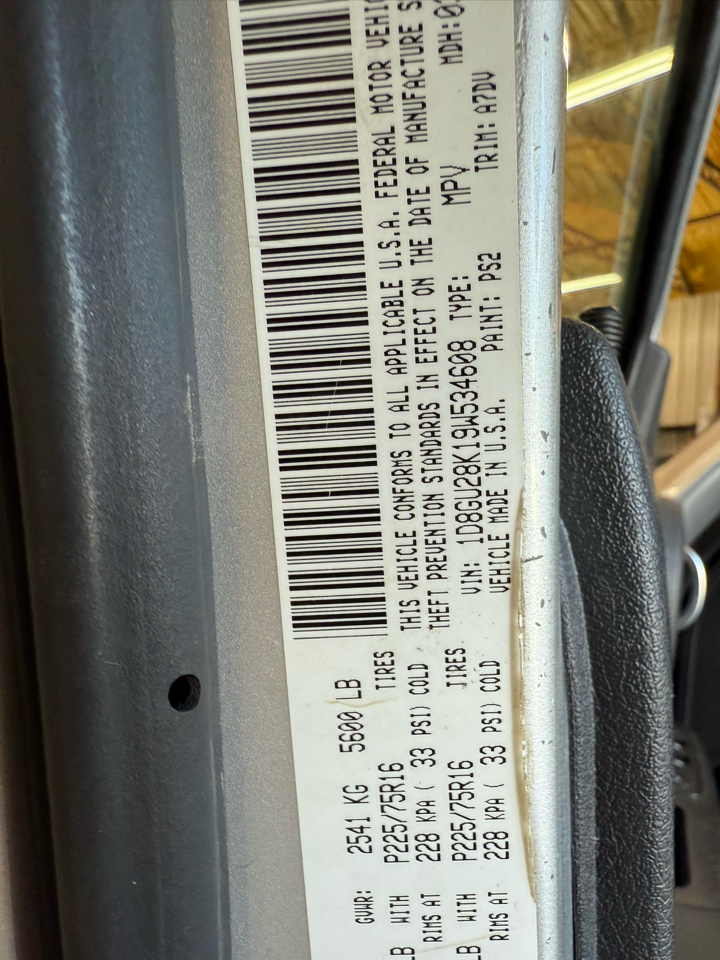 GVWR: 2541 KG 5600 LB
LB WITH P225/75R16 TIRES
RIMS AT 228 KPA ( 33 PSI) COLD
LB WITH P225/75R16 TIRES
RIMS AT 228 KPA ( 33 PSI) COLD
THIS VEHICLE CONFORMS TO ALL APPLICABLE U.S.A. FEDERAL MOTOR VEHIC
THEFT PREVENTION STANDARDS IN EFFECT ON THE DATE OF MANUFACTURE S
VIN: 1D8GU28K19W534608 TYPE: MPV MDH:03
VEHICLE MADE IN U.S.A. PAINT: PS2 TRIM: A7DV